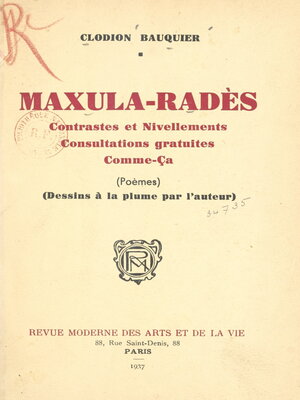 CLODION BAUQUIER
MAXULA-RADÈS
Contrastes et Nivellements
Consultations gratuites
Comme-Ça
(Poèmes)
(Dessins à la plume par l'auteur)
34735
REVUE MODERNE DES ARTS ET DE LA VIE
88, Rue Saint-Denis, 88
PARIS
1937